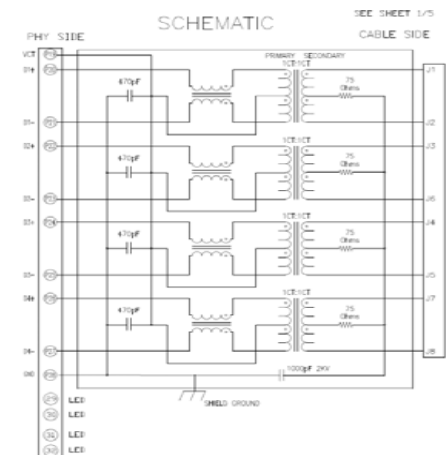 SCHEMATIC
SEE SHEET 1/5
PHY SIDE
CABLE SIDE
VCT
PRIMARY SECONDARY
D1+
1CT:1CT
J1
470pF
75
Ohms
D1-
J2
D2+
1CT:1CT
J3
470pF
75
Ohms
D2-
J6
D3+
1CT:1CT
J4
470pF
75
Ohms
D3-
J5
D4+
1CT:1CT
J7
470pF
75
Ohms
D4-
J8
GND
1000pF 2KV
SHIELD GROUND
LED
LED
LED
LED